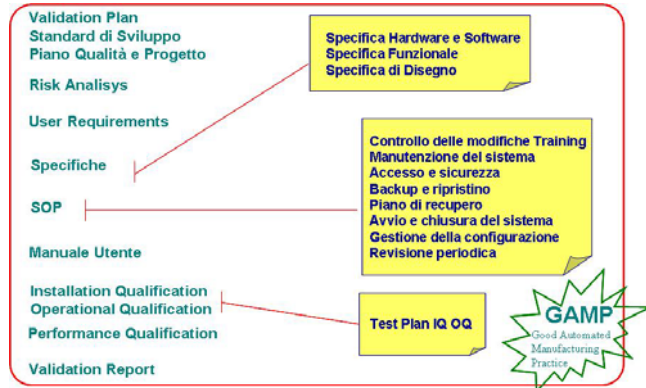 Validation Plan
Standard di Sviluppo
Piano Qualità e Progetto
Risk Analisys
User Requirements
Specifiche
SOP
Manuale Utente
Installation Qualification
Operational Qualification
Performance Qualification
Validation Report
Specifica Hardware e Software
Specifica Funzionale
Specifica di Disegno
Controllo delle modifiche Training
Manutenzione del sistema
Accesso e sicurezza
Backup e ripristino
Piano di recupero
Avvio e chiusura del sistema
Gestione della configurazione
Revisione periodica
Test Plan IQ OQ
GAMP
Good Automated
Manufacturing
Practice